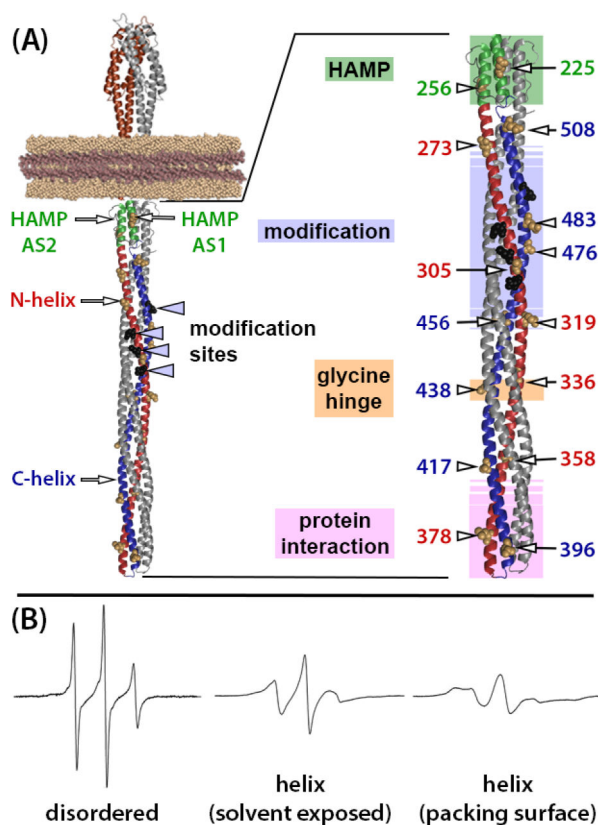 (A)
HAMP
AS2
HAMP
AS1
N-helix
modification
sites
C-helix
HAMP
225
256
508
273
modification
483
476
305
456
319
glycine
hinge
438
336
417
358
protein
interaction
378
396
(B)
disordered
helix
(solvent exposed)
helix
(packing surface)